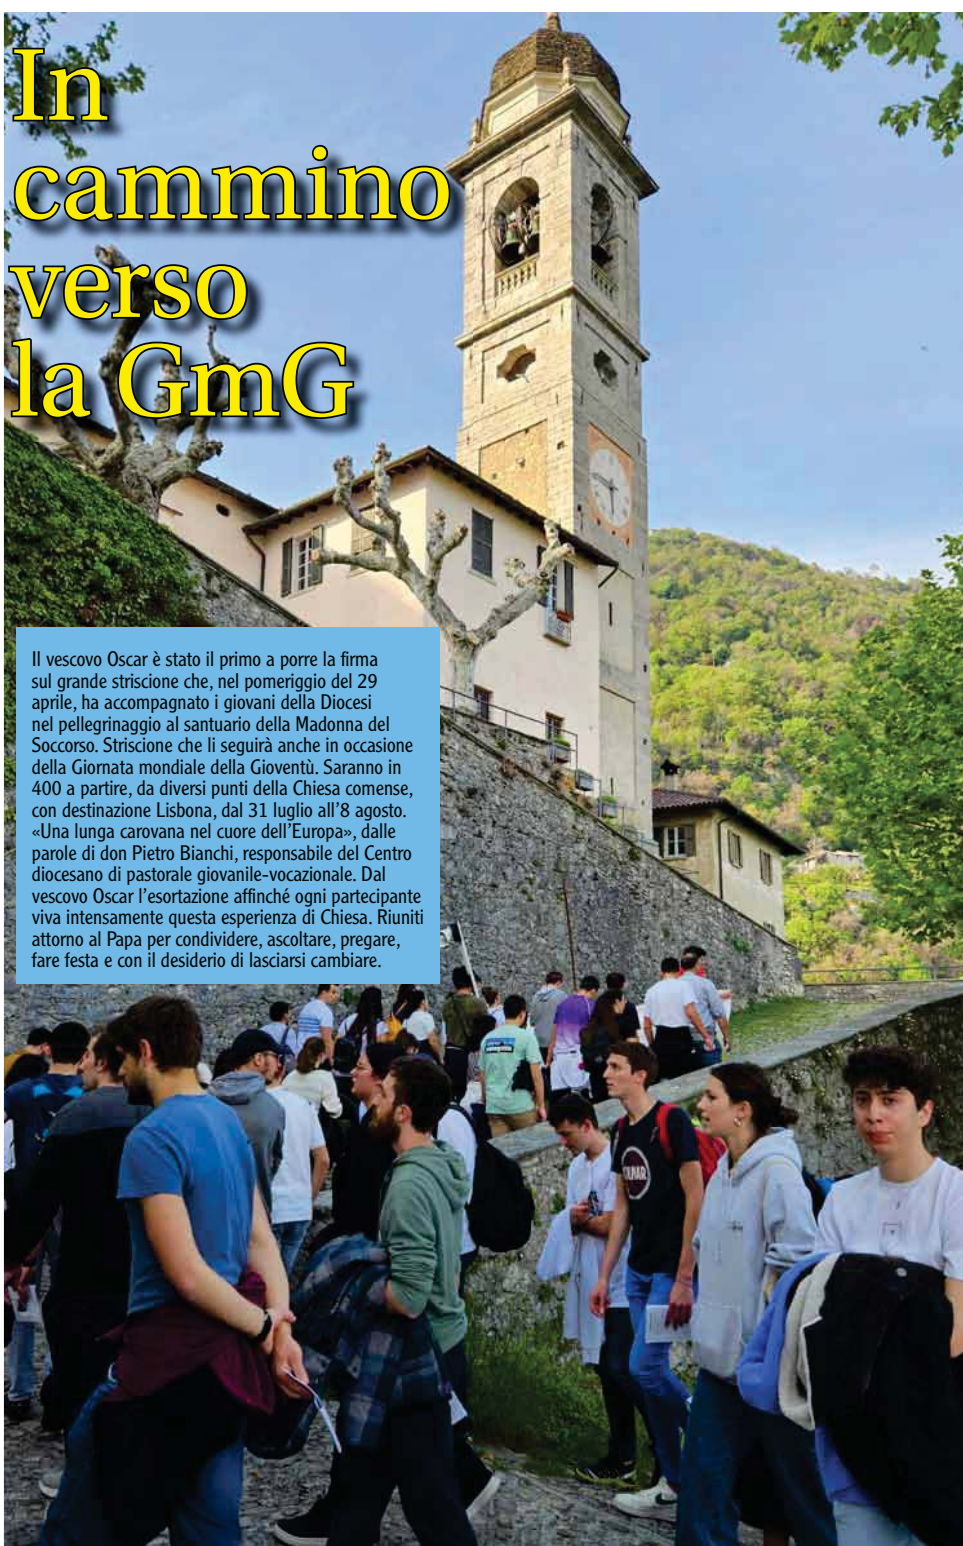 In
cammino
verso
la GmG
Il vescovo Oscar è stato il primo a porre la firma
sul grande striscione che, nel pomeriggio del 29
aprile, ha accompagnato i giovani della Diocesi
nel pellegrinaggio al santuario della Madonna del
Soccorso. Striscione che li seguirà anche in occasione
della Giornata mondiale della Gioventù. Saranno in
400 a partire, da diversi punti della Chiesa comense,
con destinazione Lisbona, dal 31 luglio all'8 agosto.
«Una lunga carovana nel cuore dell'Europa», dalle
parole di don Pietro Bianchi, responsabile del Centro
diocesano di pastorale giovanile-vocazionale. Dal
vescovo Oscar l'esortazione affinché ogni partecipante
viva intensamente questa esperienza di Chiesa. Riuniti
attorno al Papa per condividere, ascoltare, pregare,
fare festa e con il desiderio di lasciarsi cambiare.